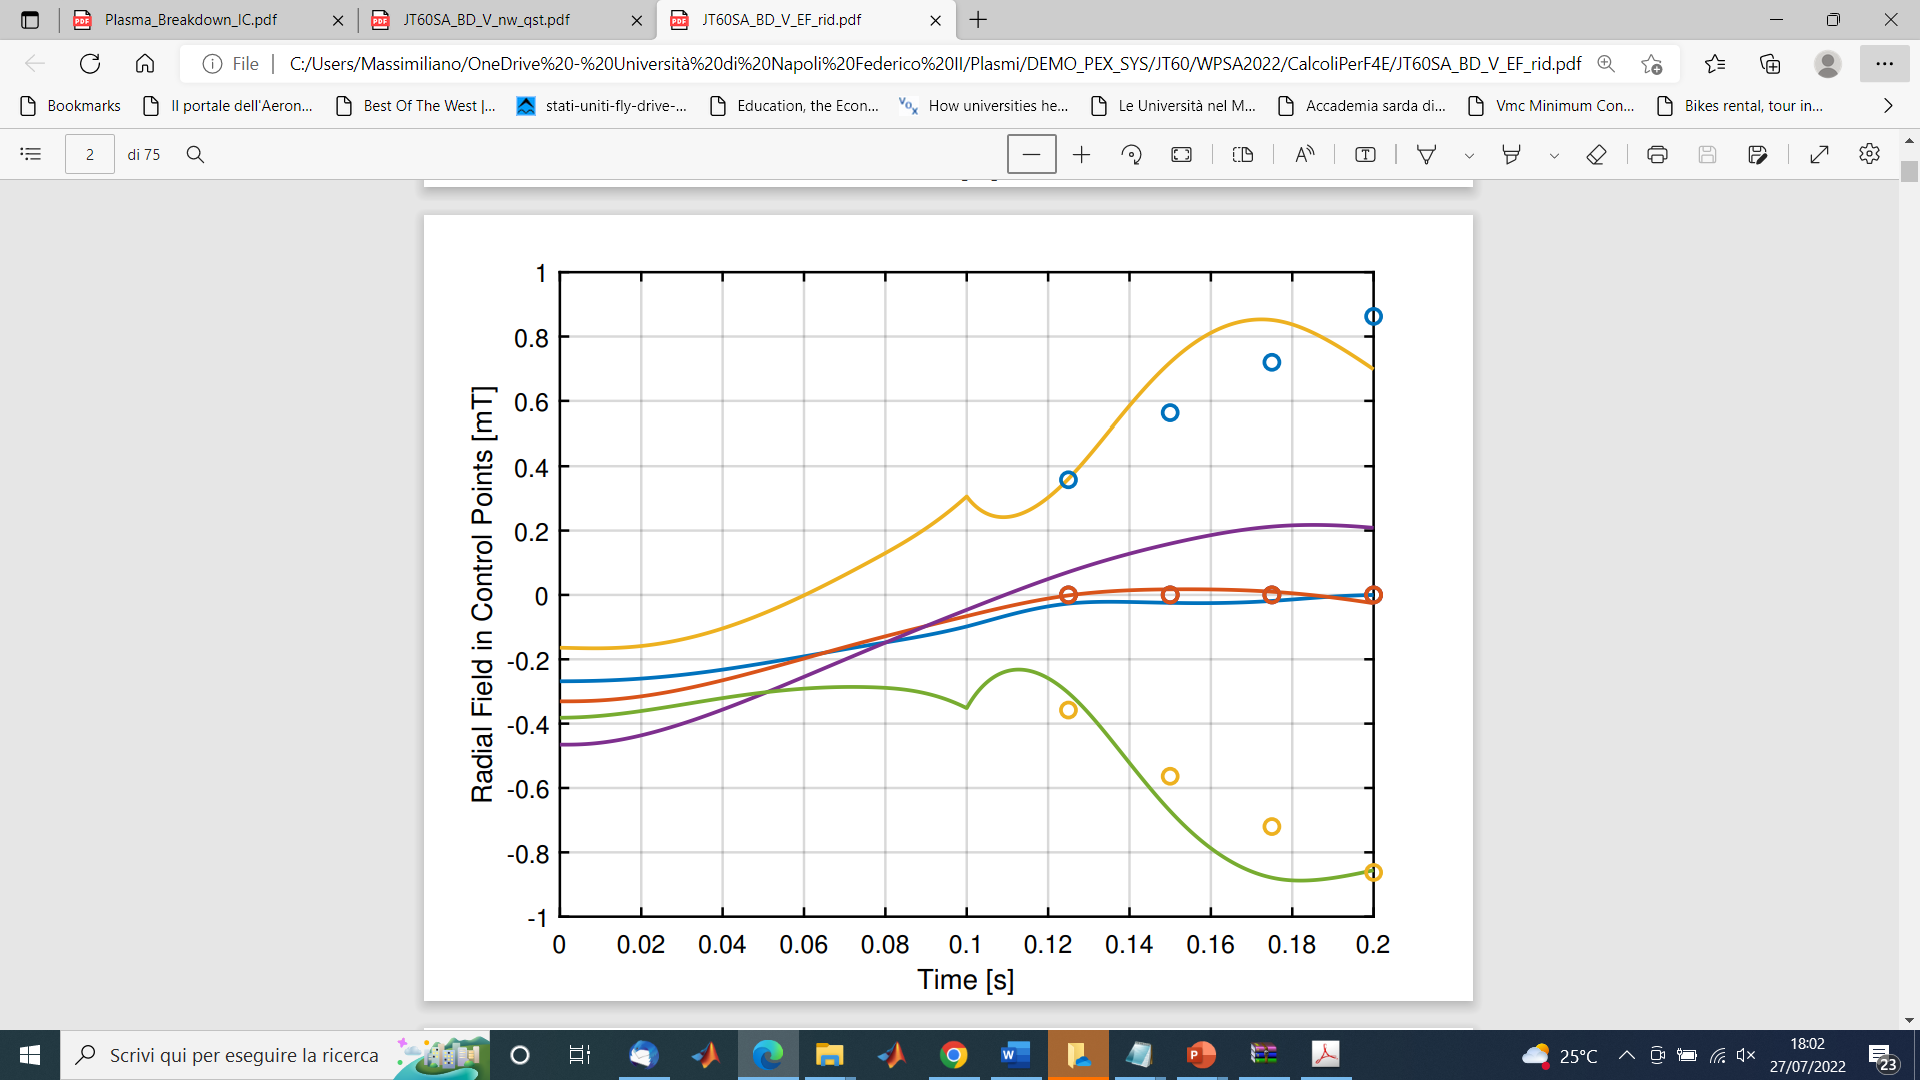 Plasma_Breakdown_IC.pdf
JT60SA_BD_V_nw_qst.pdf
JT60SA_BD_V_EF_rid.pdf
File
C:/Users/Massimiliano/OneDrive%20-%20Università%20di%20Napoli%20Federico%20II/Plasmi/DEMO_PEX_SYS/JT60/WPSA2022/CalcoliPerF4E/JT60SA_BD_V_EF_rid.pdf
Bookmarks
Il portale dell'Aeron...
Best Of The West |...
stati-uniti-fly-drive-...
Education, the Econ...
How universities he...
Le Università nel M...
Accademia sarda di...
Vmc Minimum Con...
Bikes rental, tour in...
2 di 75
Radial Field in Control Points [mT]
1
0.8
0.6
0.4
0.2
0
-0.2
-0.4
-0.6
-0.8
-1
0 0.02 0.04 0.06 0.08 0.1 0.12 0.14 0.16 0.18 0.2
Time [s]
Scrivi qui per eseguire la ricerca
25°C
18:02
27/07/2022
23